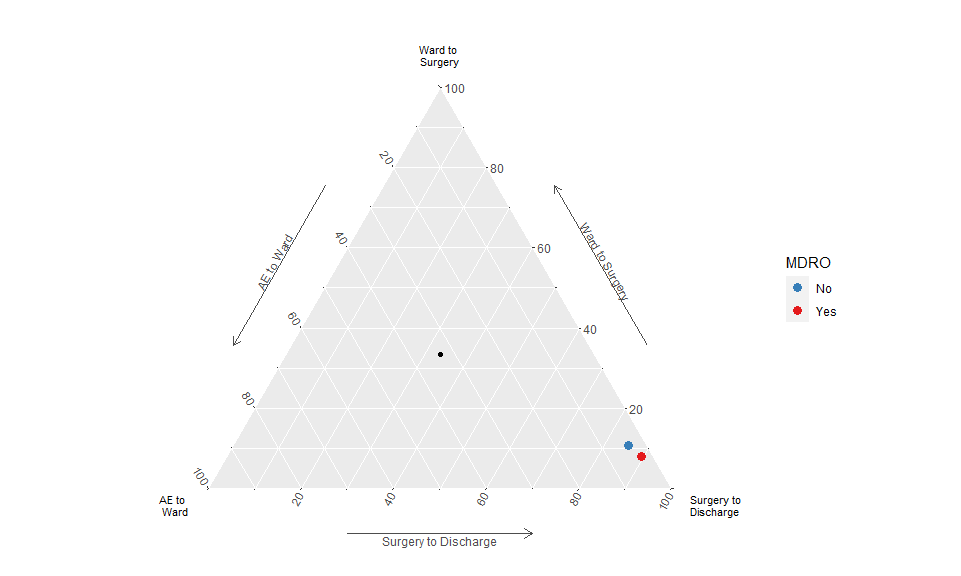 Ward to
Surgery
100
20
80
AE to Ward
Ward to Surgery
40
60
MDRO
No
Yes
60
40
80
20
100
AE to
Ward
20
40
60
80
100
Surgery to
Discharge
Surgery to Discharge